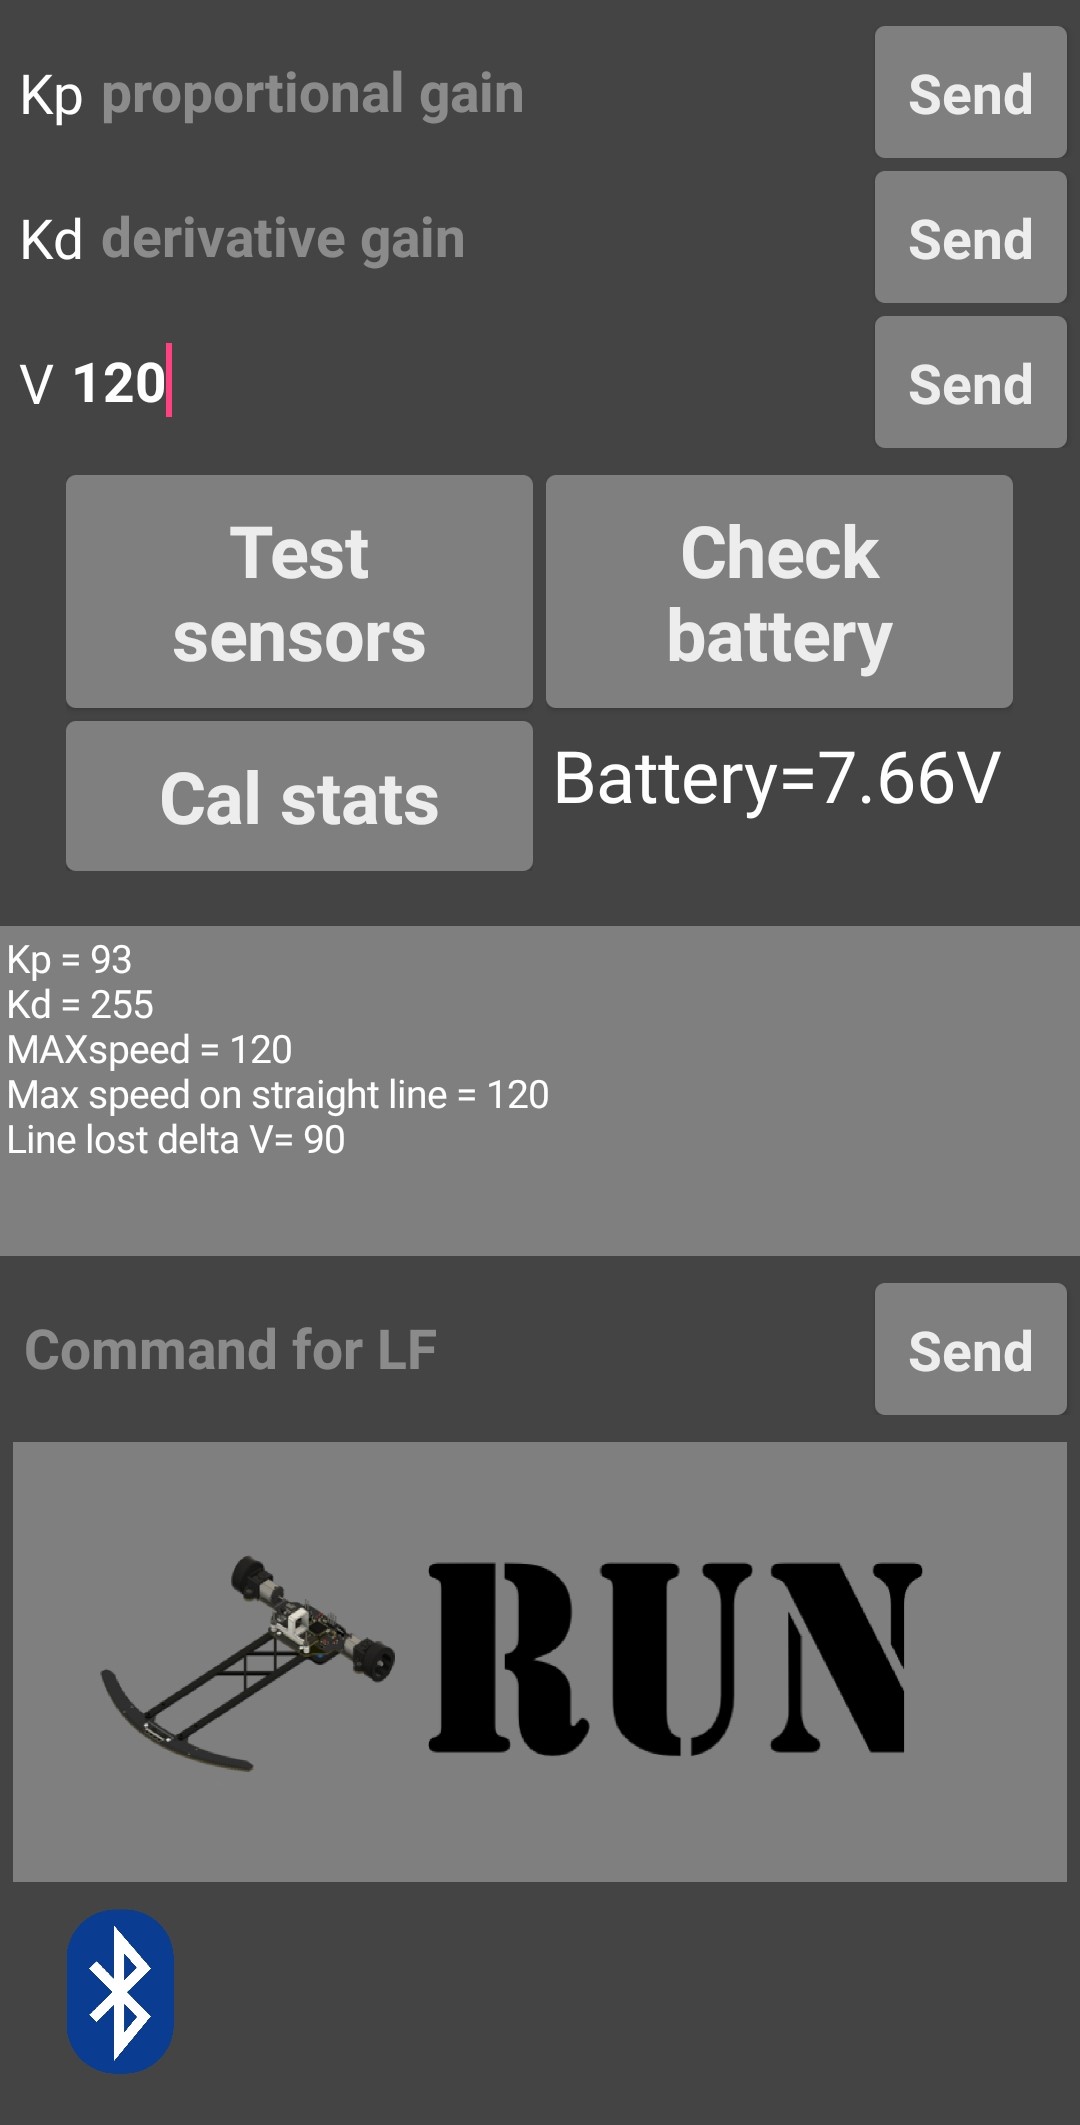 Kp proportional gain Send
Kd derivative gain Send
V 120 Send
Test
sensors
Check
battery
Cal stats
Battery=7.66V
Kp = 93
Kd = 255
MAXspeed = 120
Max speed on straight line = 120
Line lost delta V= 90
Command for LF Send
RUN